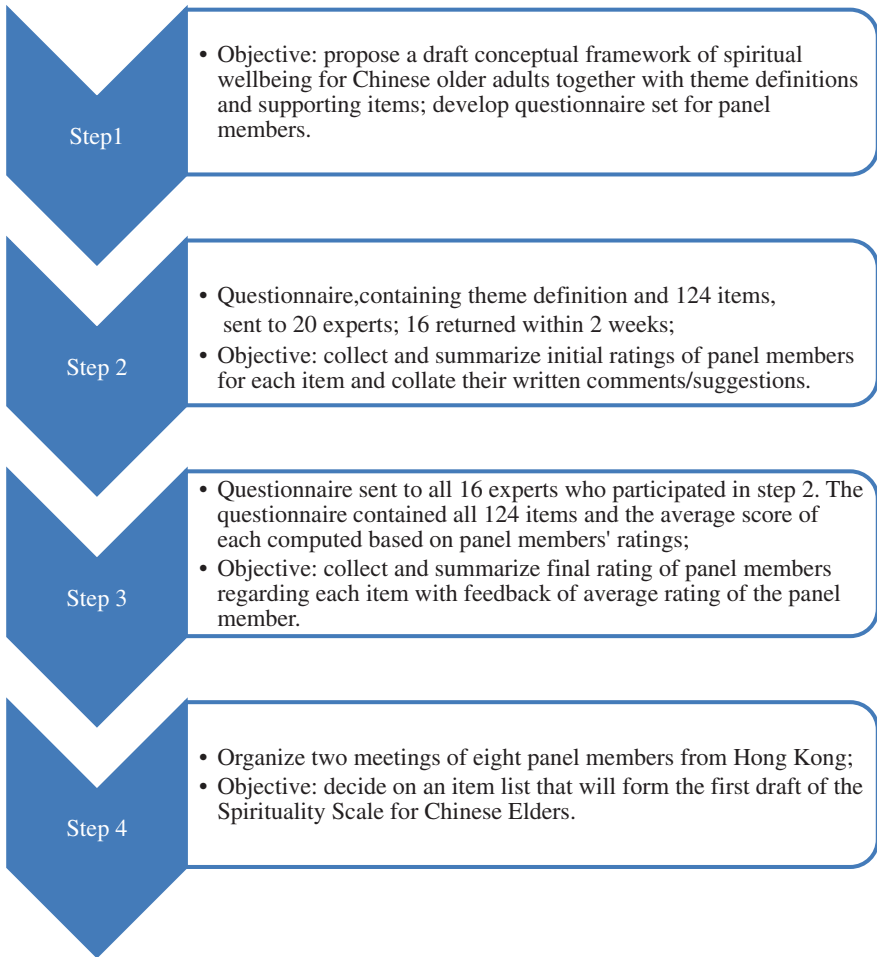 Step1
• Objective: propose a draft conceptual framework of spiritual
wellbeing for Chinese older adults together with theme definitions
and supporting items; develop questionnaire set for panel
members.
Step 2
• Questionnaire,containing theme definition and 124 items,
sent to 20 experts; 16 returned within 2 weeks;
• Objective: collect and summarize initial ratings of panel members
for each item and collate their written comments/suggestions.
Step 3
• Questionnaire sent to all 16 experts who participated in step 2. The
questionnaire contained all 124 items and the average score of
each computed based on panel members' ratings;
• Objective: collect and summarize final rating of panel members
regarding each item with feedback of average rating of the panel
member.
Step 4
• Organize two meetings of eight panel members from Hong Kong;
• Objective: decide on an item list that will form the first draft of the
Spirituality Scale for Chinese Elders.